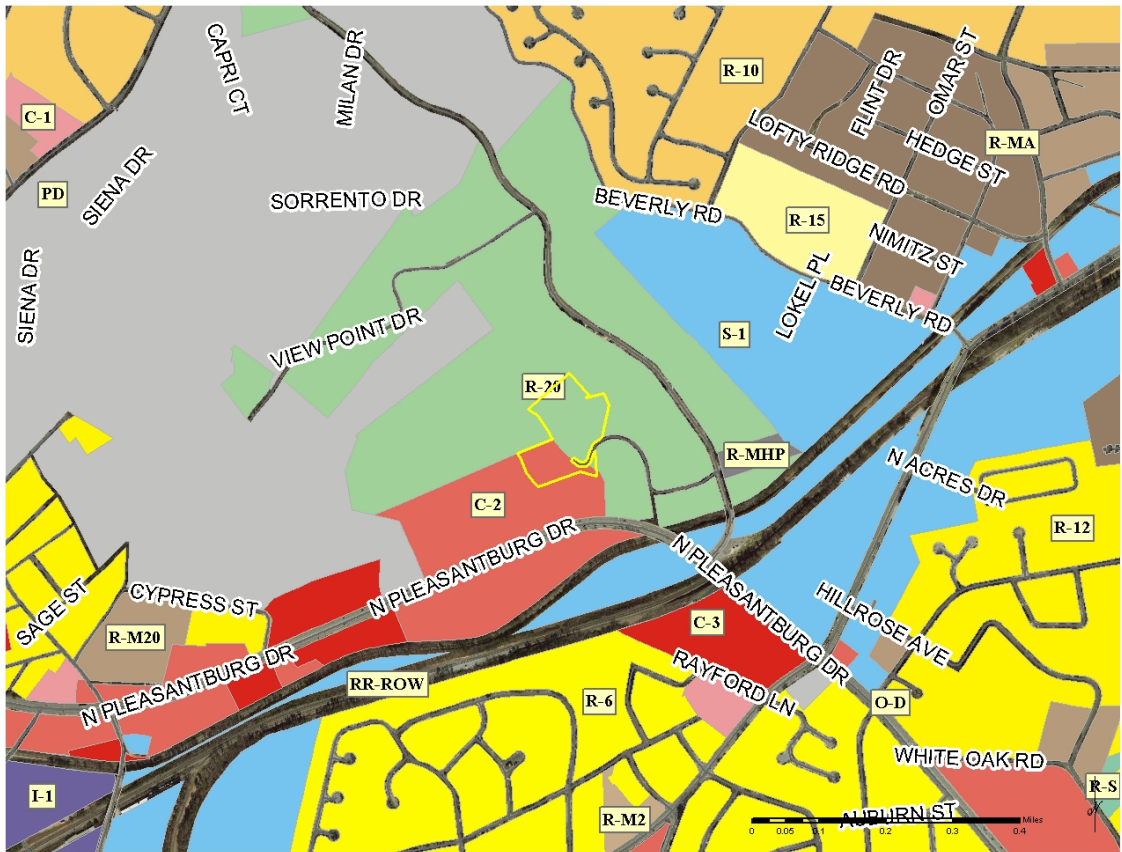 CAPRI CT
MILAN DR
R-10
FLINT DR
OMAR ST
C-1
LOFTY RIDGE RD
HEDGE ST
R-MA
PD
SIENA DR
SORRENTO DR
BEVERLY RD
R-15
NIMITZ ST
SIENA DR
LOKEL PL
BEVERLY RD
VIEW POINT DR
S-1
R-20
R-MHP
N ACRES DR
C-2
R-12
N PLEASANTBURG DR
N PLEASANTBURG DR
SAGE ST
CYPRESS ST
HILLROSE AVE
R-M20
C-3
N PLEASANTBURG DR
RAYFORD LN
RR-ROW
R-6
O-D
WHITE OAK RD
I-1
R-S
R-M2
AUBURN ST
Miles
0 0.05 0.1 0.2 0.3 0.4